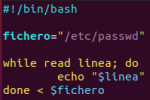 #!/bin/bash
fichero="/etc/passwd"
while read linea; do
echo "$linea"
done < $fichero